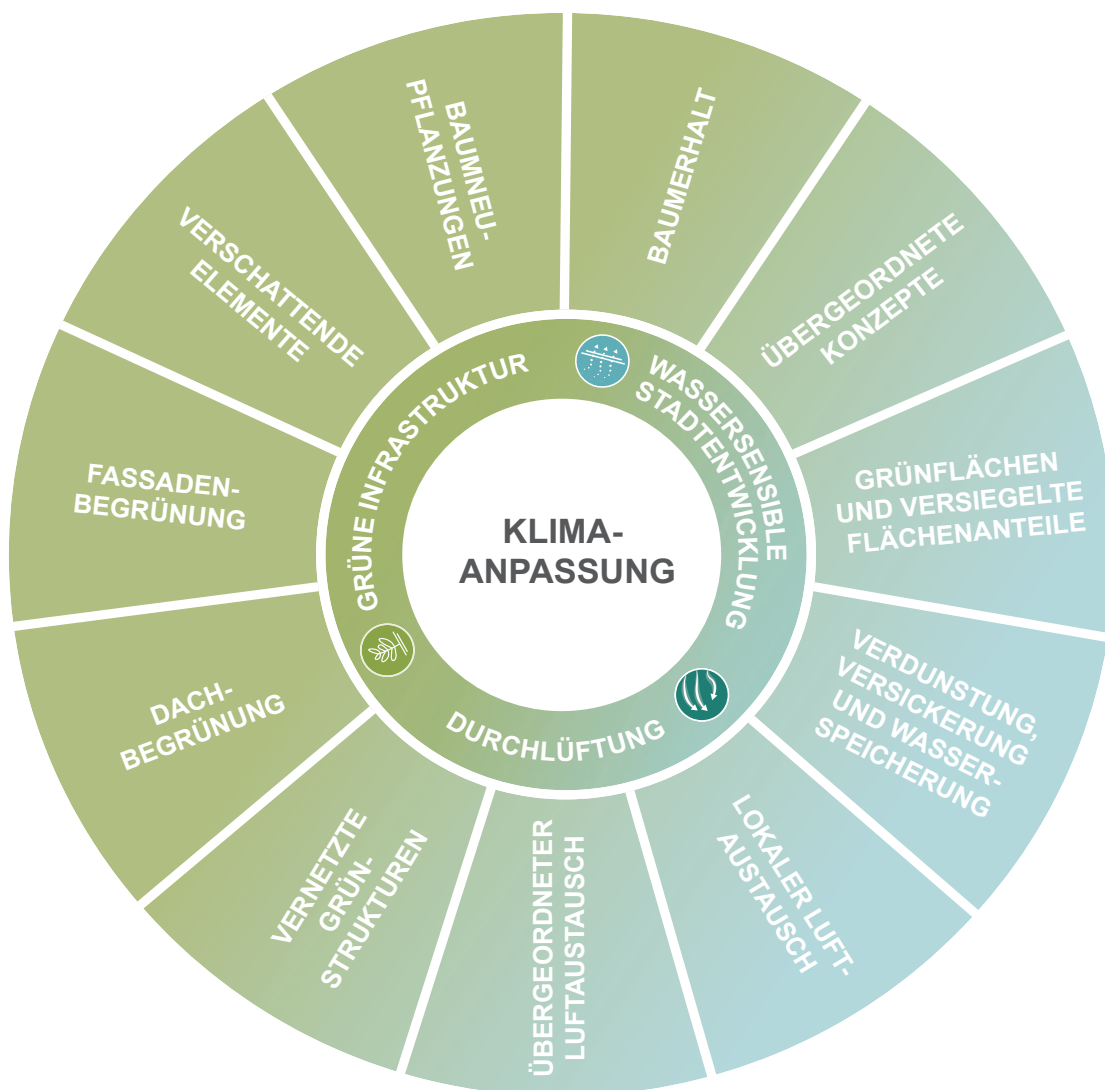 KLIMA-
ANPASSUNG
GRÜNE INFRASTRUKTUR
WASSERSENSIBLE
STADTENTWICKLUNG
DURCHLÜFTUNG
BAUMERHALT
ÜBERGEORDNETE
KONZEPTE
GRÜNFLÄCHEN
UND VERSIEGELTE
FLÄCHENANTEILE
VERDUNSTUNG,
VERSICKERUNG
UND WASSER-
SPEICHERUNG
LOKALER LUFT-
AUSTAUSCH
ÜBERGEORDNETER
LUFTAUSTAUSCH
VERNETZTE
GRÜN-
STRUKTUREN
DACH-
BEGRÜNUNG
FASSADEN-
BEGRÜNUNG
VERSCHATTENDE
ELEMENTE
BAUMNEU-
PFLANZUNGEN